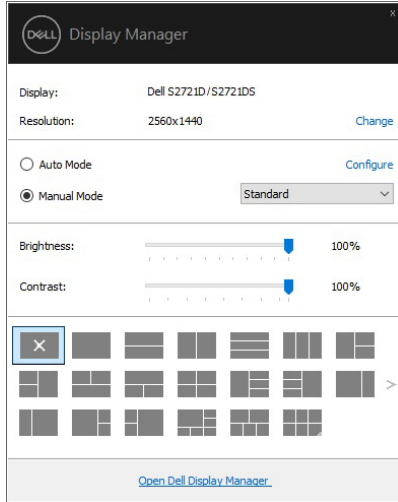 x
DELL Display Manager
Display: Dell S2721D/S2721DS
Resolution: 2560x1440 Change
Auto Mode Configure
Manual Mode Standard
Brightness: 100%
Contrast: 100%
Open Dell Display Manager